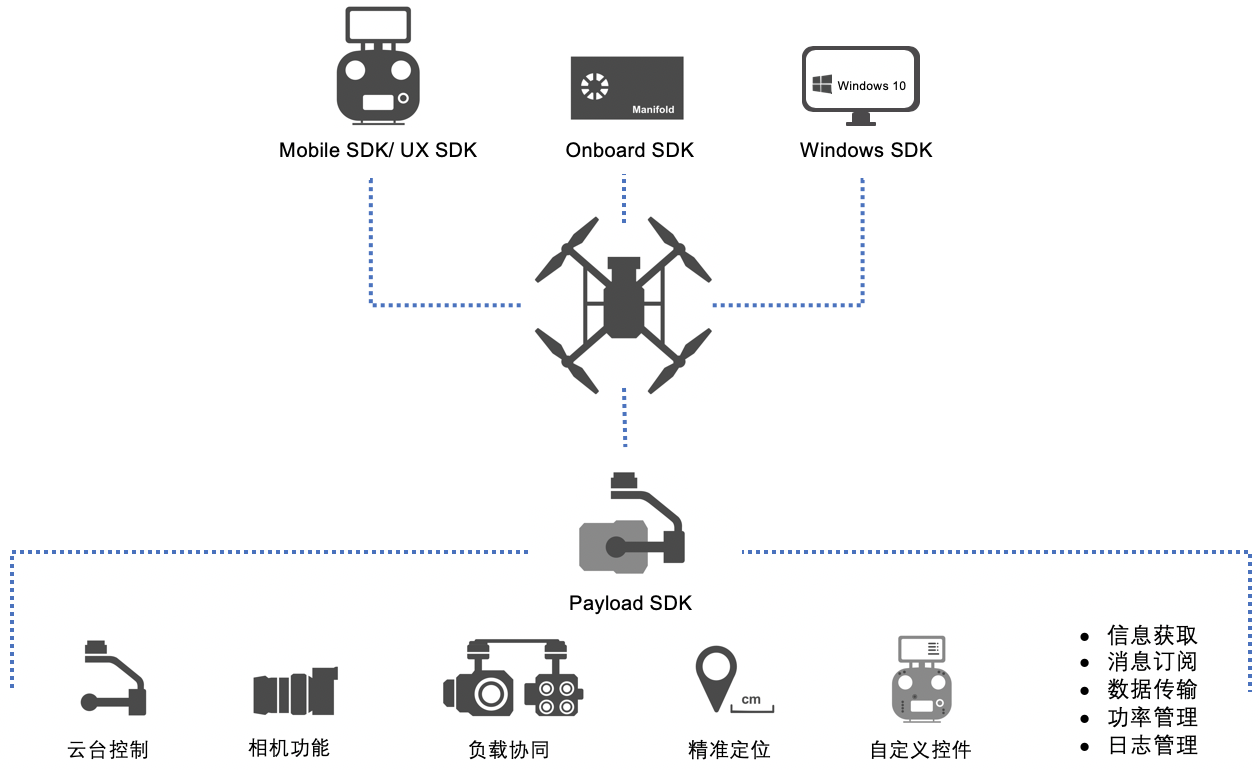 Windows 10
Manifold
Mobile SDK/ UX SDK
Onboard SDK
Windows SDK
Payload SDK
cm
云台控制
相机功能
负载协同
精准定位
自定义控件
• 信息获取
• 消息订阅
• 数据传输
• 功率管理
• 日志管理